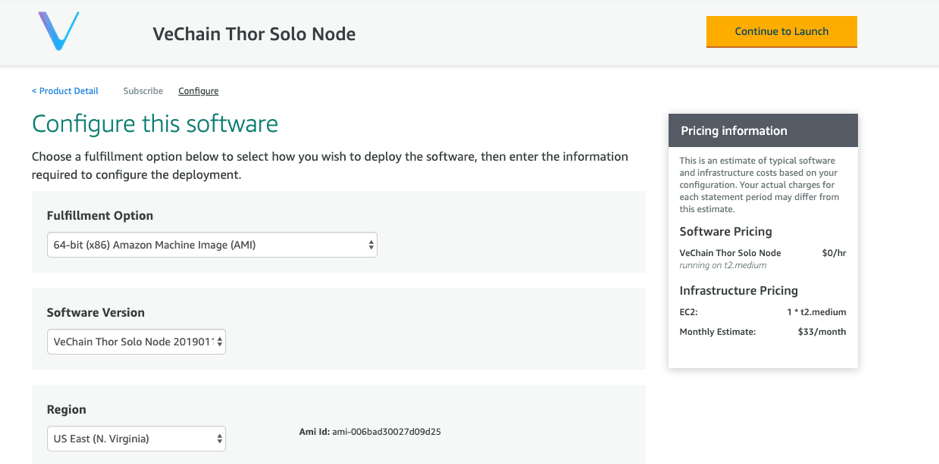 VeChain Thor Solo Node
Continue to Launch
< Product Detail
Subscribe
Configure
Configure this software
Choose a fulfillment option below to select how you wish to deploy the software, then enter the information
required to configure the deployment.
Fulfillment Option
64-bit (x86) Amazon Machine Image (AMI)
Software Version
VeChain Thor Solo Node
Region
US East (N. Virginia)
Ami Id: ami-006bad30027d09d25
Pricing information
This is an estimate of typical software
and infrastructure costs based on your
configuration. Your actual charges for
each statement period may differ from
this estimate.
Software Pricing
VeChain Thor Solo Node $0/hr
running on t2.medium
Infrastructure Pricing
EC2: 1 * t2.medium
Monthly Estimate: $33/month